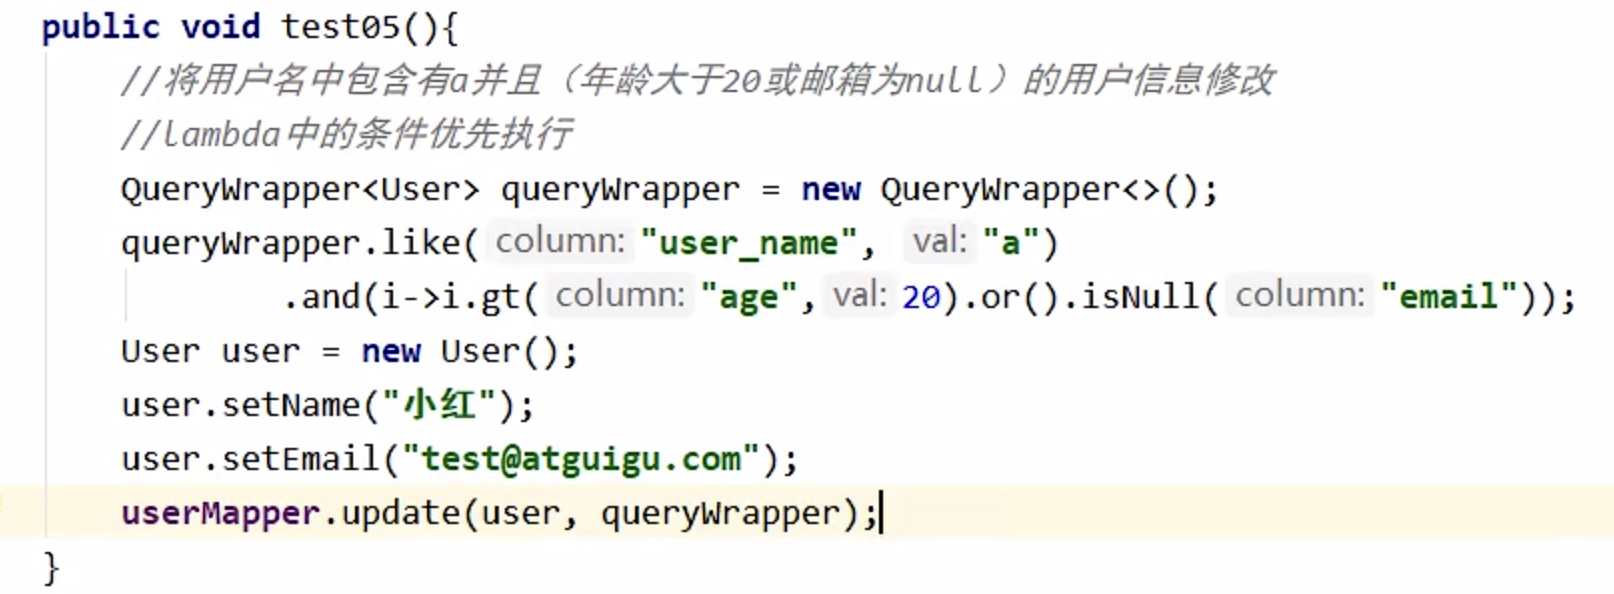 public void test05(){
//将用户名中包含有a并且（年龄大于20或邮箱为null）的用户信息修改
//lambda中的条件优先执行
QueryWrapper<User> queryWrapper = new QueryWrapper<>();
queryWrapper.like( column: "user_name", val: "a")
.and(i->i.gt( column: "age", val: 20).or().isNull( column: "email"));
User user = new User();
user.setName("小红");
user.setEmail("test@atguigu.com");
userMapper.update(user, queryWrapper);
}